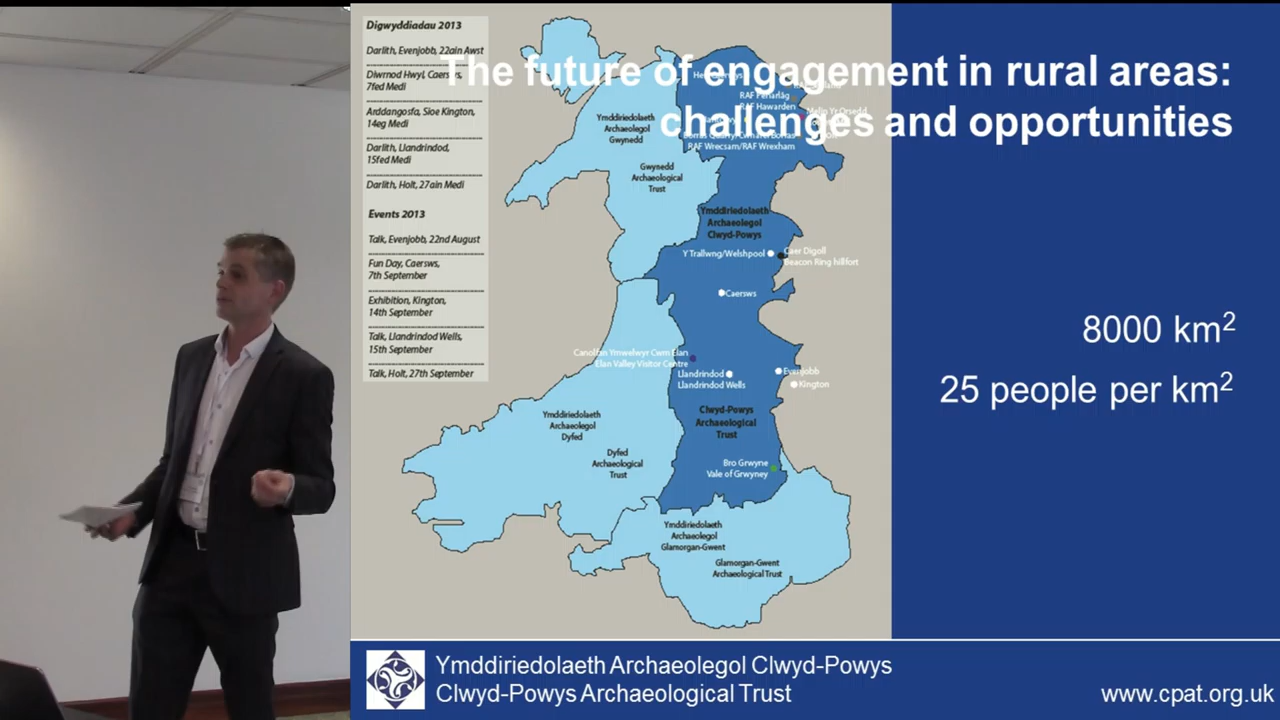 Digwyddiadau 2013
Darlith, Evenjobb, 22ain Awst
Diwrnod Hwyl, Caersws,
7fed Medi
Arddangosfa, Sioe Kington,
14eg Medi
Darlith, Llandrindod,
15fed Medi
Darlith, Holt, 27ain Medi
Events 2013
Talk, Evenjobb, 22nd August
Fun Day, Caersws,
7th September
Exhibition, Kington,
14th September
Talk, Llandrindod Wells,
15th September
Talk, Holt, 27th September
The future of engagement in rural areas:
challenges and opportunities
RAF Penarlâg
RAF Hawarden
Melin Yr Orsedd
RAF Wrecsam/RAF Wrexham
Ymddiriedolaeth
Archaeolegol
Gwynedd
Gwynedd
Archaeological
Trust
Ymddiriedolaeth
Archaeolegol
Clwyd-Powys
Y Trallwng/Welshpool
Caer Digoll
Beacon Ring hillfort
Caersws
Canolfan Ymwelwyr Cwm Elan
Elan Valley Visitor Centre
Llandrindod
Llandrindod Wells
Evenjobb
Kington
Clwyd-Powys
Archaeological
Trust
Ymddiriedolaeth
Archaeolegol
Dyfed
Dyfed
Archaeological
Trust
Bro Grwyne
Vale of Grwyney
Ymddiriedolaeth
Archaeolegol
Glamorgan-Gwent
Glamorgan-Gwent
Archaeological Trust
8000 km²
25 people per km²
Ymddiriedolaeth Archaeolegol Clwyd-Powys
Clwyd-Powys Archaeological Trust
www.cpat.org.uk